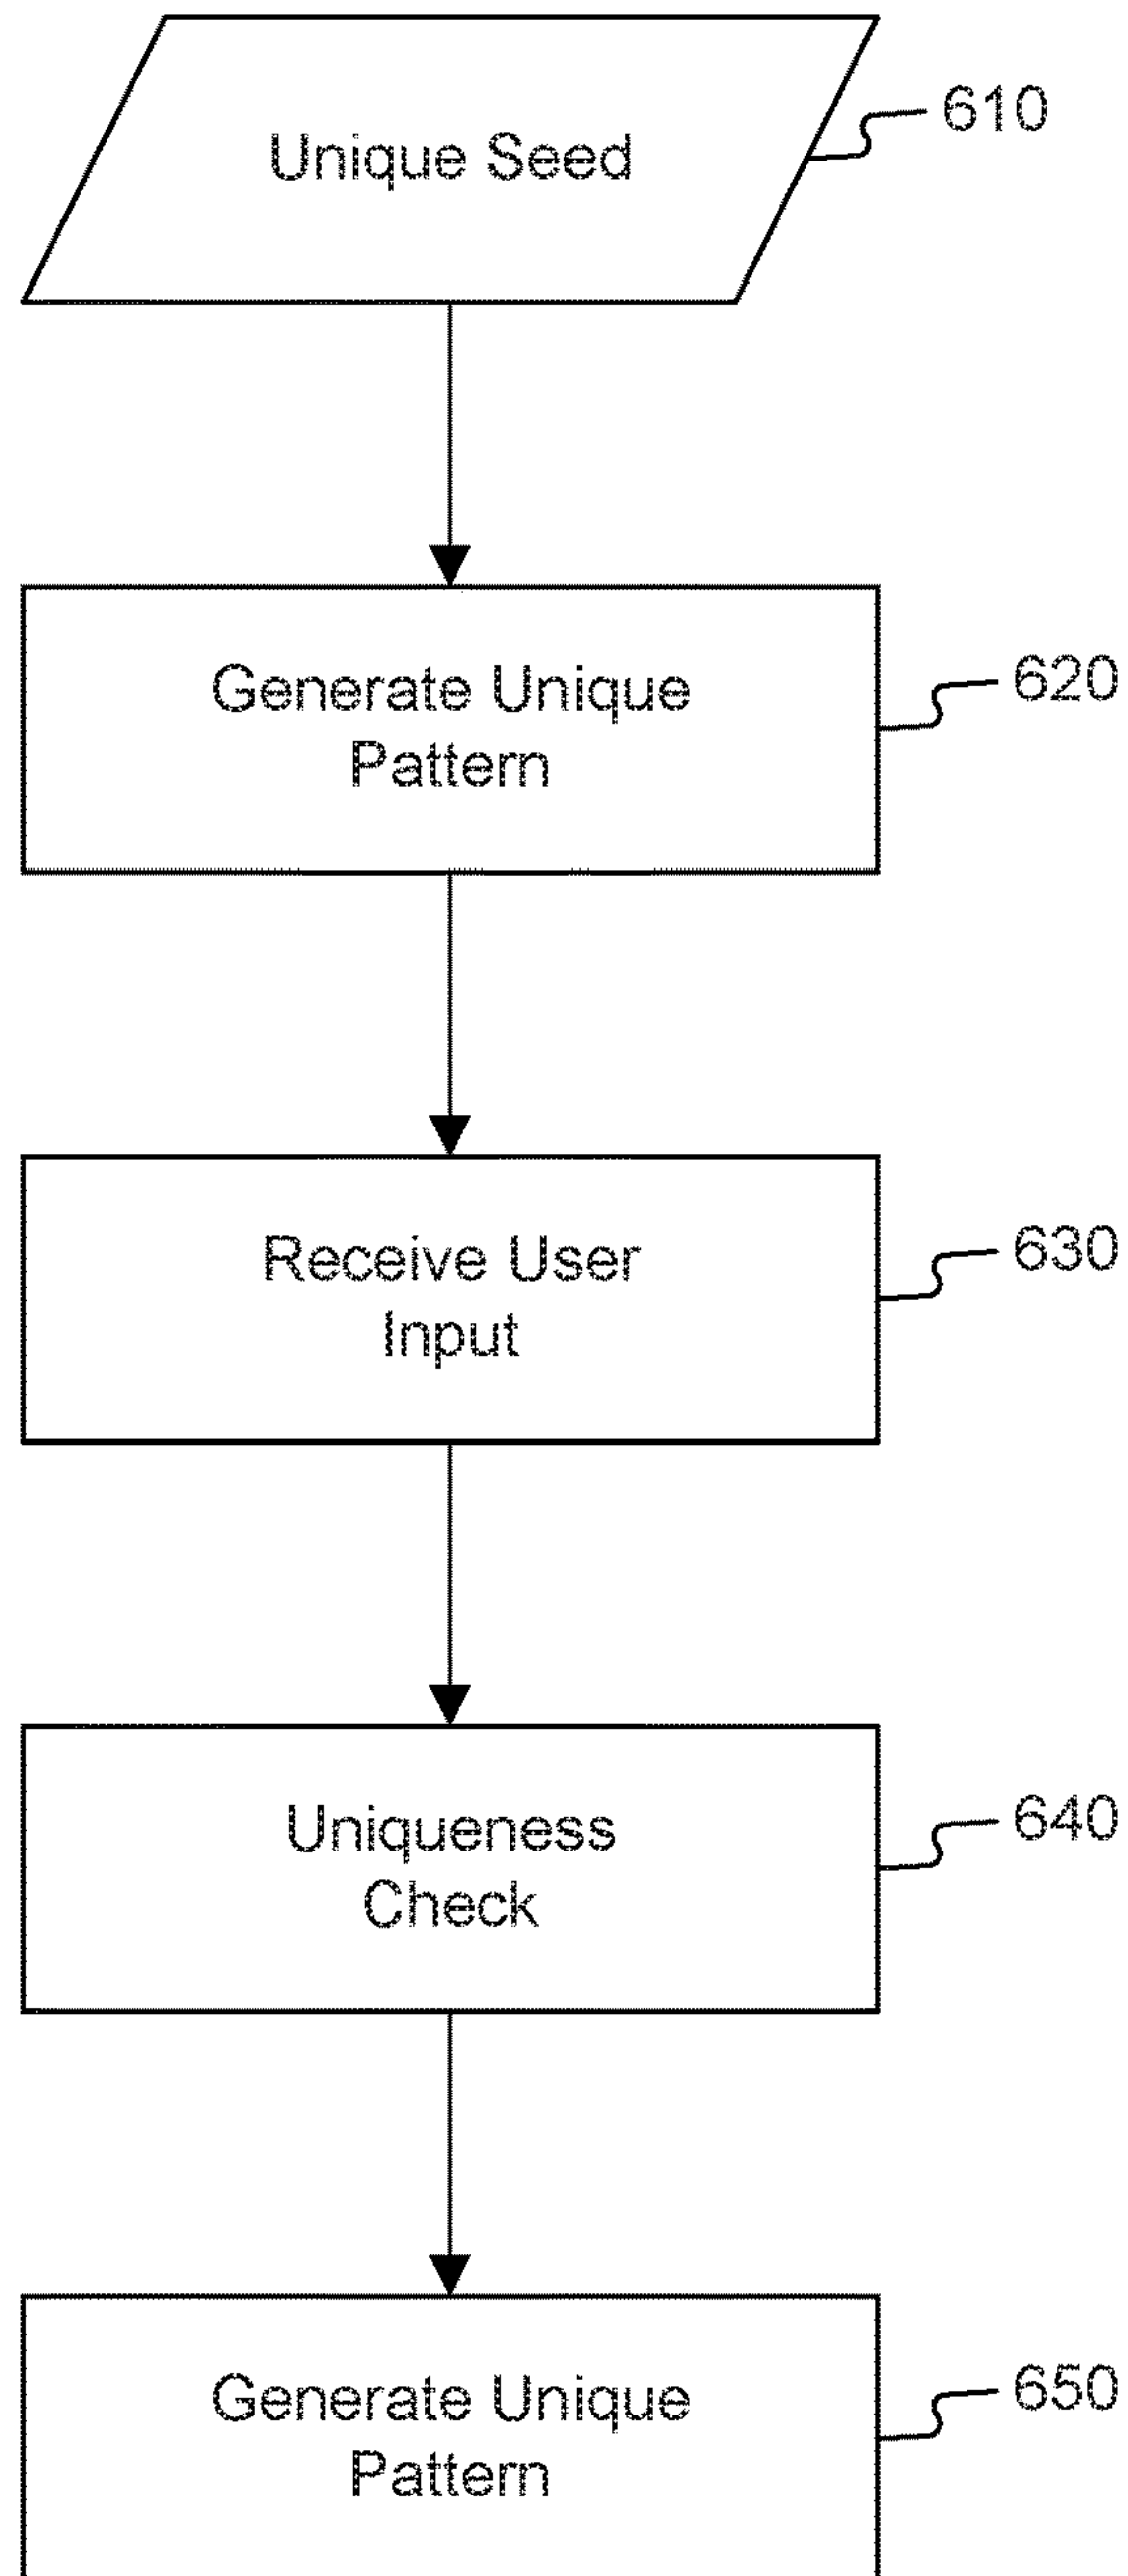 Unique Seed
610
Generate Unique
Pattern
620
Receive User
Input
630
Uniqueness
Check
640
Generate Unique
Pattern
650